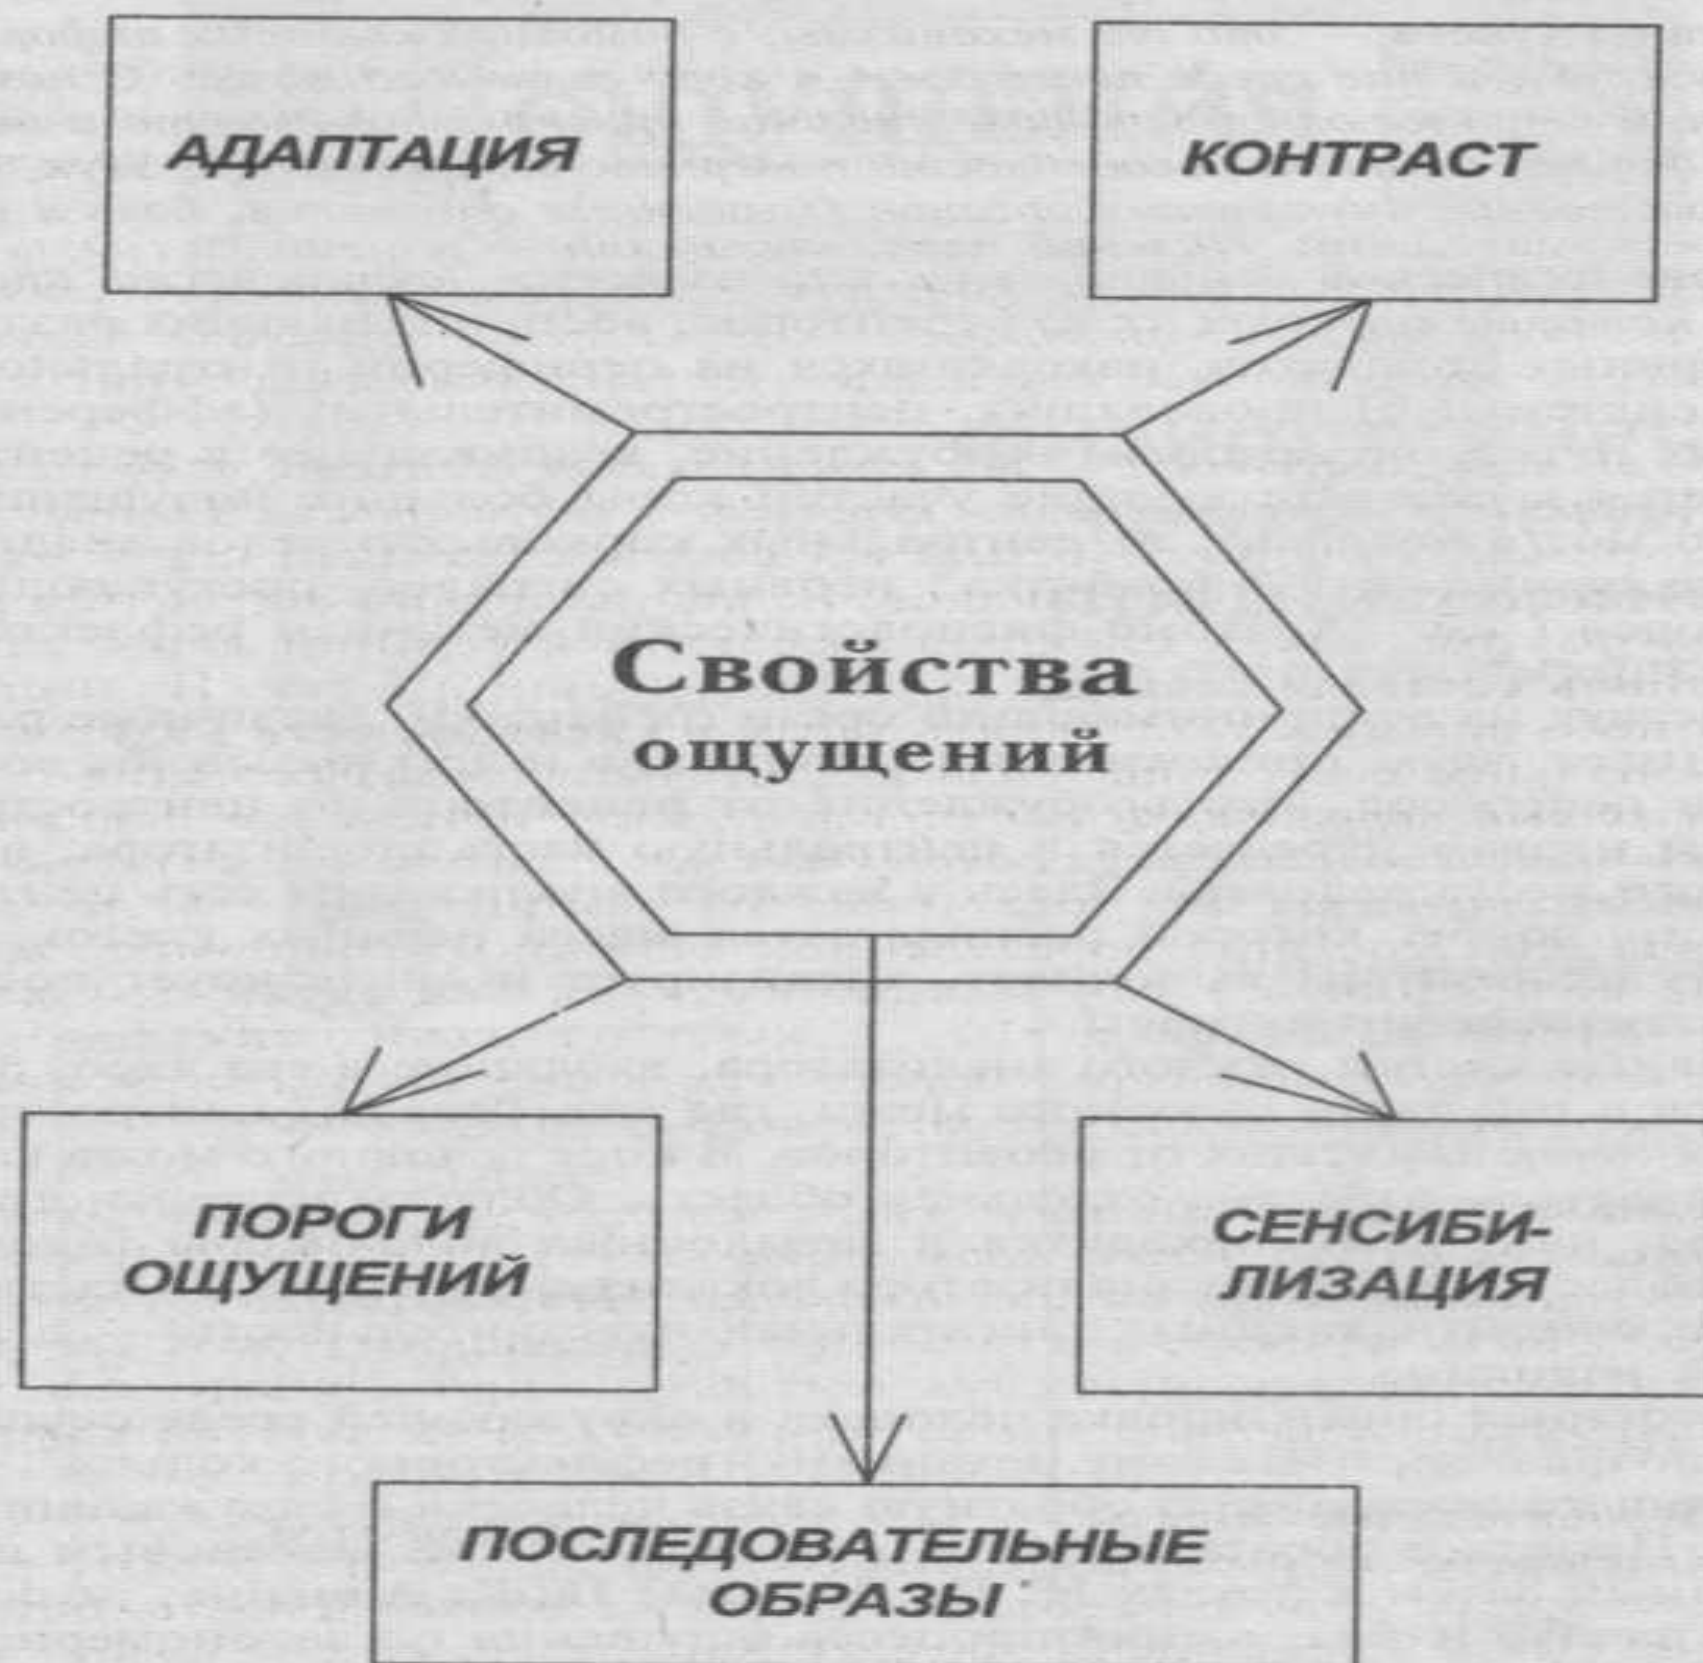 АДАПТАЦИЯ
КОНТРАСТ
Свойства
ощущений
ПОРОГИ
ОЩУЩЕНИЙ
СЕНСИБИ-
ЛИЗАЦИЯ
ПОСЛЕДОВАТЕЛЬНЫЕ
ОБРАЗЫ